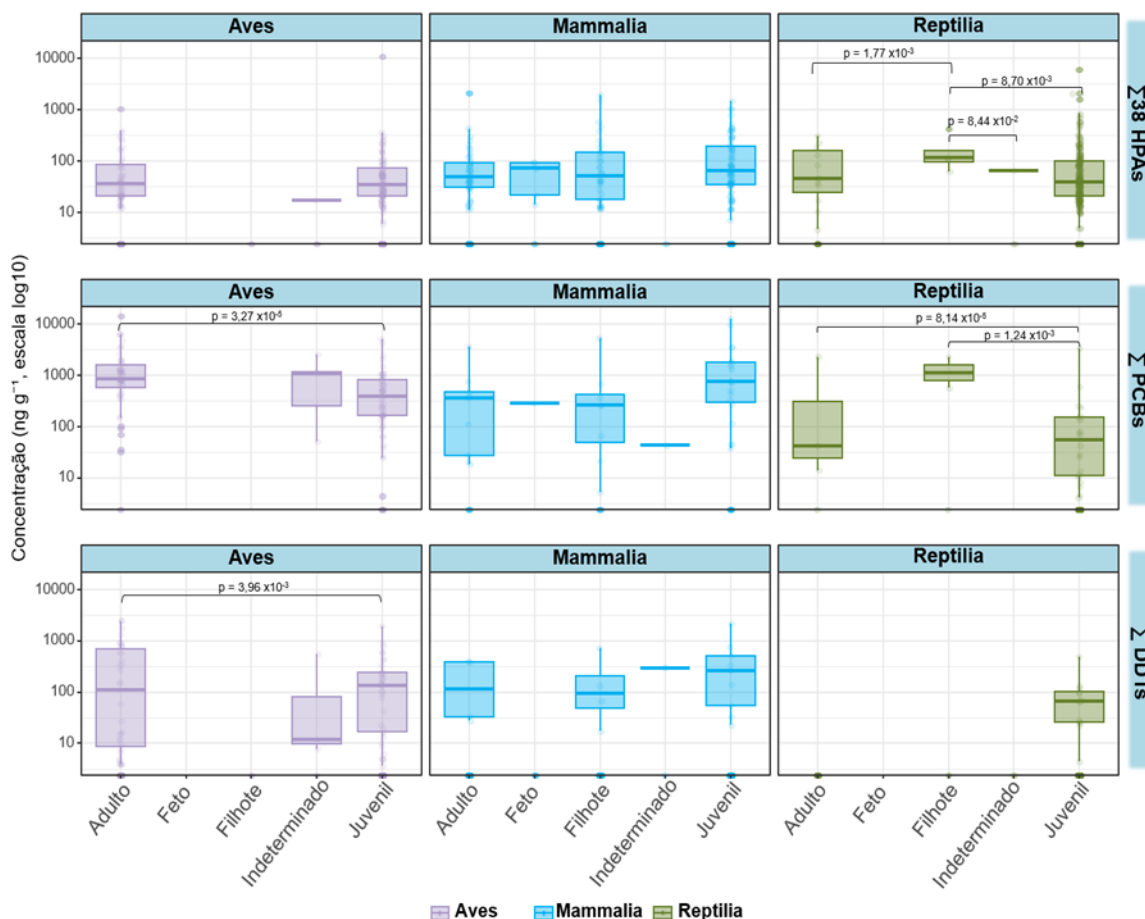 Concentração (ng g⁻¹, escala log10)
Aves
Mammalia
Reptilia
∑38 HPAs
10000
1000
100
10
p = 1,77 x10⁻³
p = 8,70 x10⁻³
p = 8,44 x10⁻²
Aves
Mammalia
Reptilia
∑ PCBs
10000
1000
100
10
p = 3,27 x10⁻⁵
p = 8,14 x10⁻⁵
p = 1,24 x10⁻³
Aves
Mammalia
Reptilia
∑ DDTs
10000
1000
100
10
p = 3,96 x10⁻³
Adulto
Feto
Filhote
Indeterminado
Juvenil
Adulto
Feto
Filhote
Indeterminado
Juvenil
Adulto
Feto
Filhote
Indeterminado
Juvenil
Aves
Mammalia
Reptilia